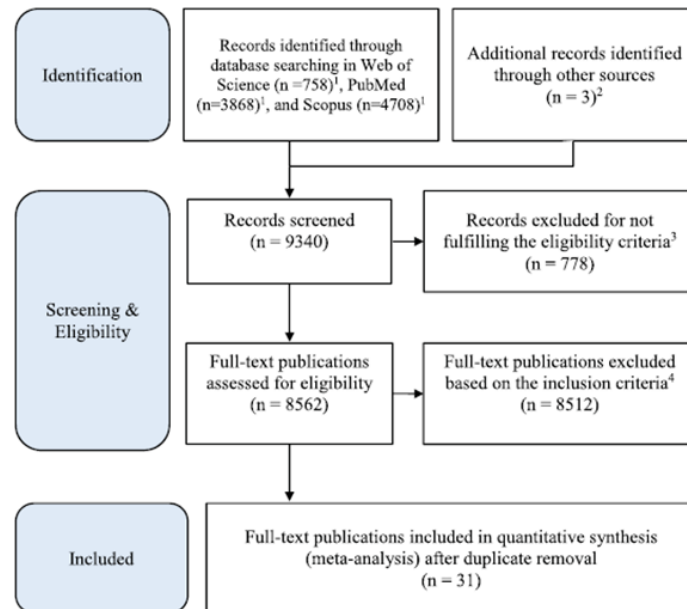 Identification
Records identified through
database searching in Web of
Science (n =758)¹, PubMed
(n=3868)¹, and Scopus (n=4708)¹
Additional records identified
through other sources
(n = 3)²
Screening &
Eligibility
Records screened
(n = 9340)
Records excluded for not
fulfilling the eligibility criteria³
(n = 778)
Full-text publications
assessed for eligibility
(n = 8562)
Full-text publications excluded
based on the inclusion criteria⁴
(n = 8512)
Included
Full-text publications included in quantitative synthesis
(meta-analysis) after duplicate removal
(n = 31)